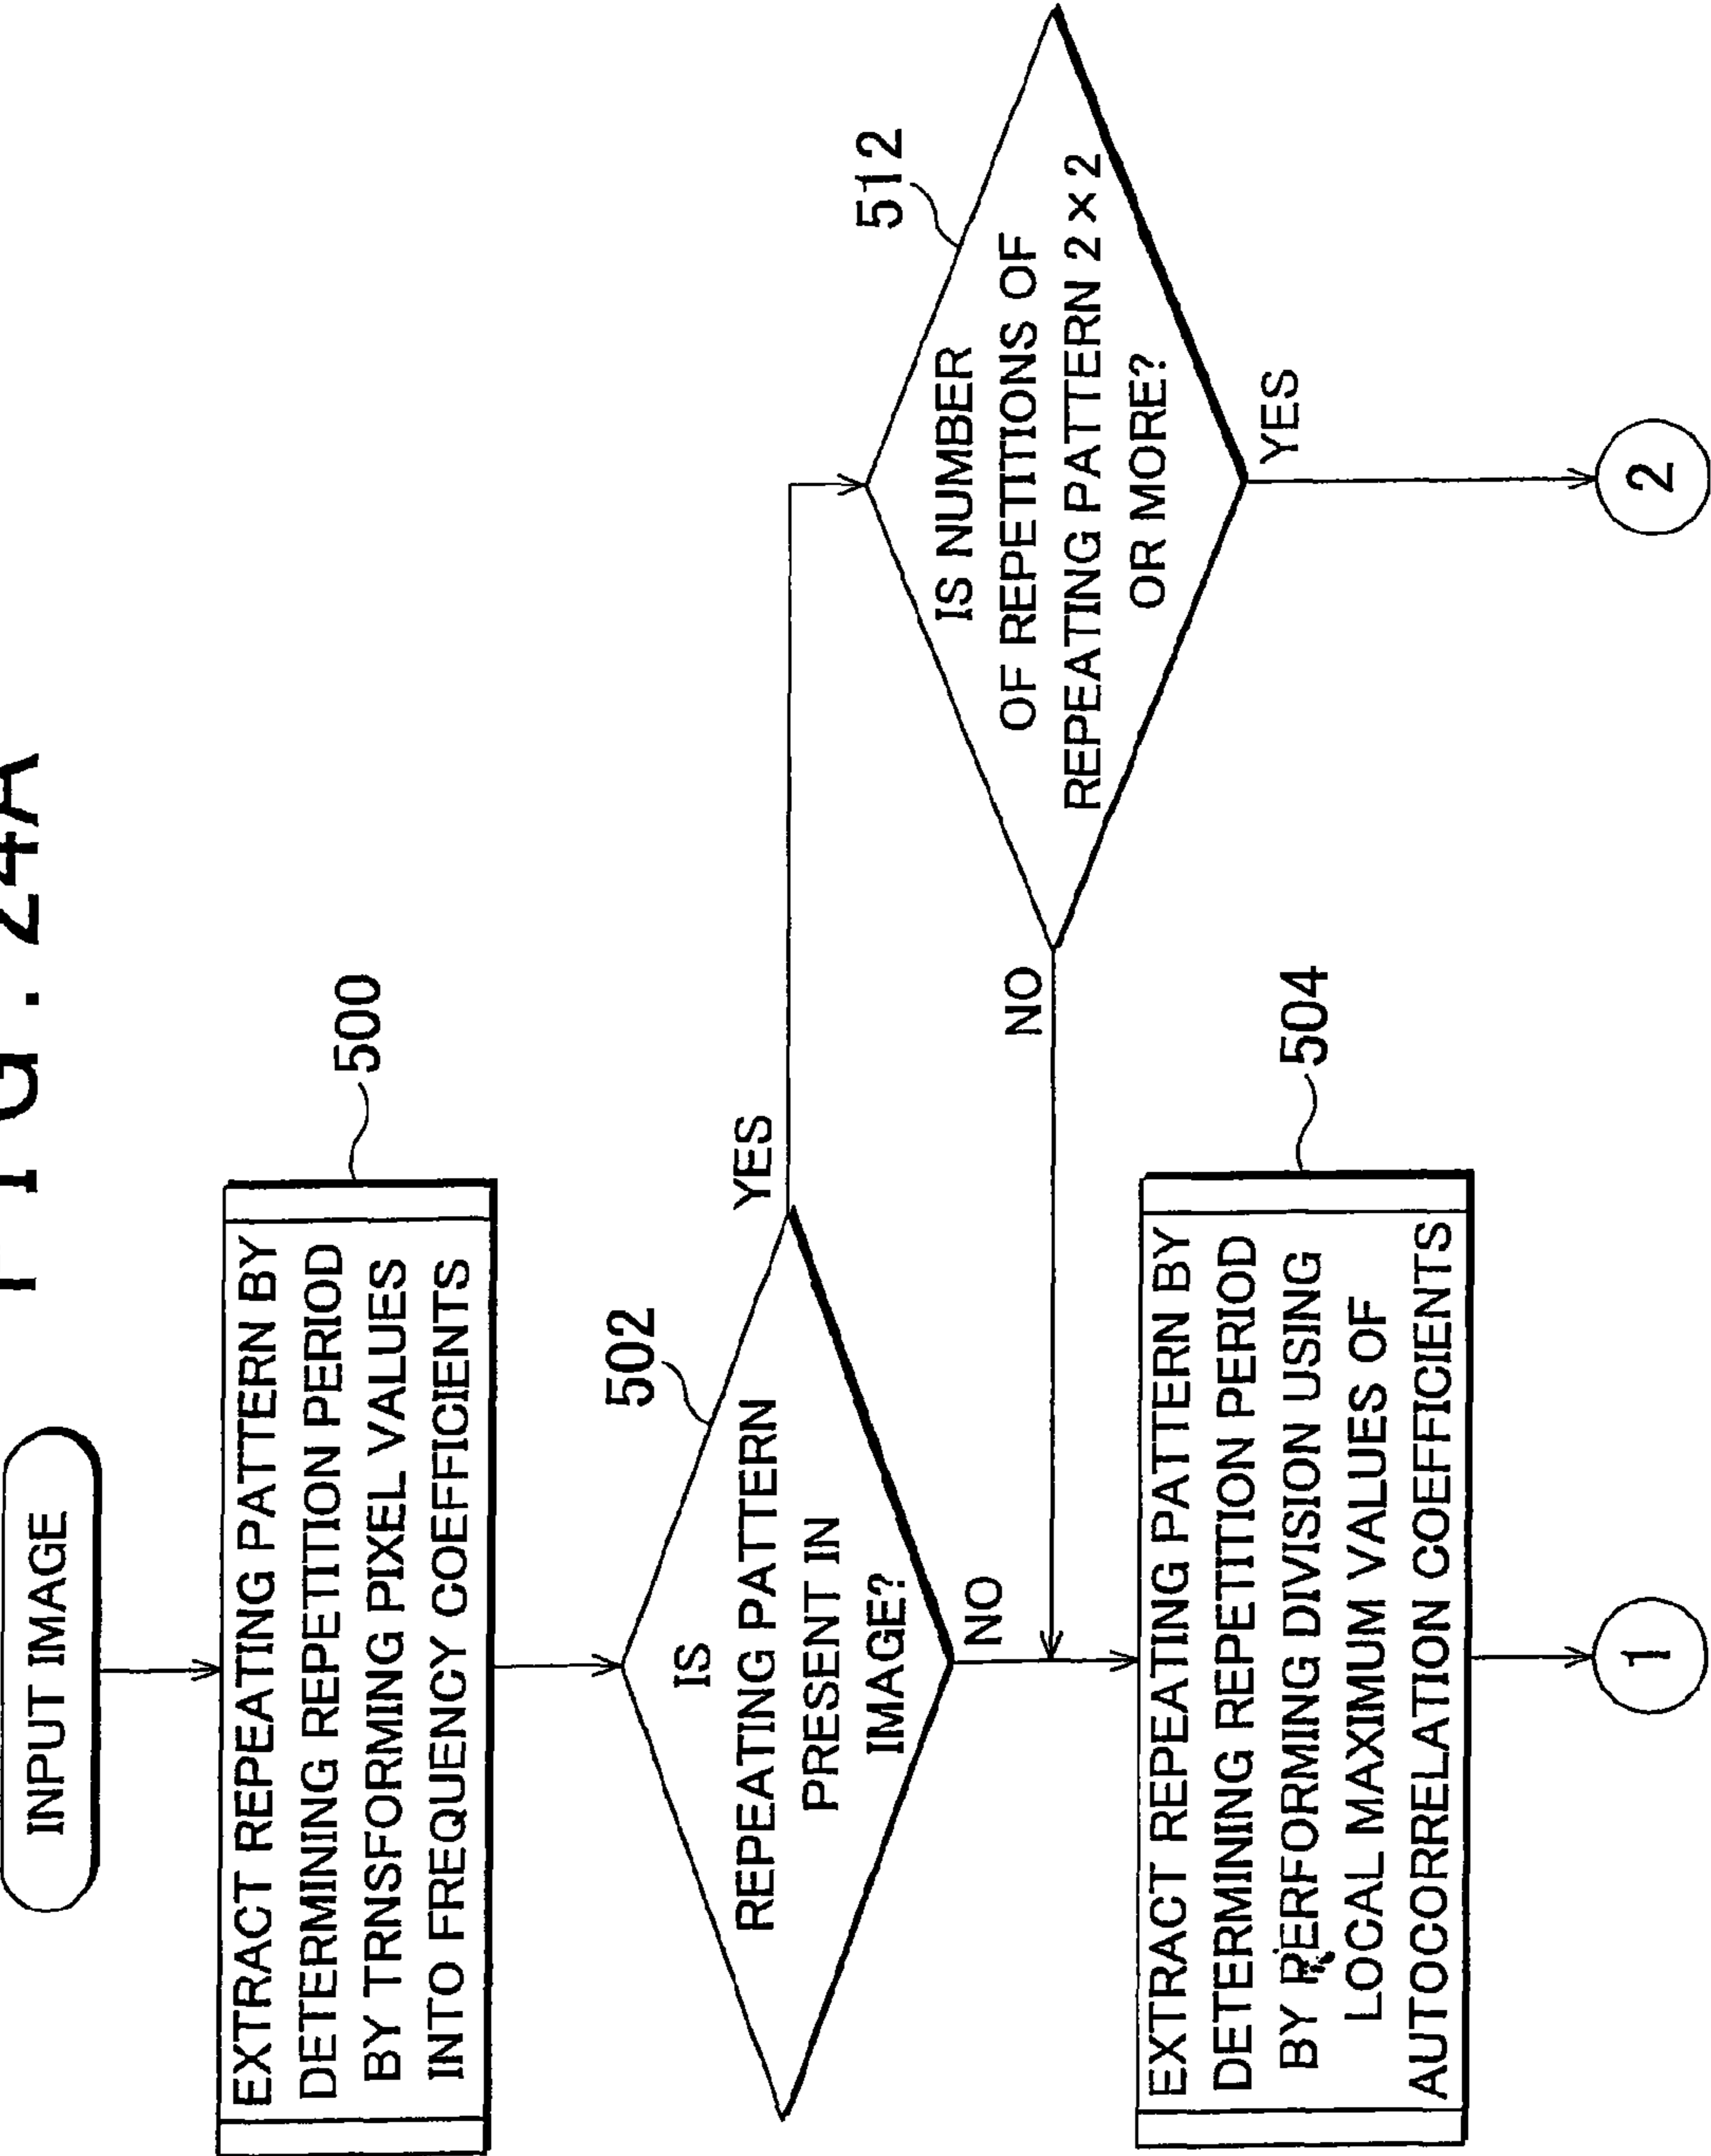 FIG. 24A
INPUT IMAGE
500
EXTRACT REPEATING PATTERN BY
DETERMINING REPETITION PERIOD
BY TRNSFORMING PIXEL VALUES
INTO FREQUENCY COEFFICIENTS
502
IS
REPEATING PATTERN
PRESENT IN
IMAGE?
YES
NO
512
IS NUMBER
OF REPETITIONS OF
REPEATING PATTERN 2 × 2
OR MORE?
NO
YES
504
EXTRACT REPEATING PATTERN BY
DETERMINING REPETITION PERIOD
BY PERFORMING DIVISION USING
LOCAL MAXIMUM VALUES OF
AUTOCORRELATION COEFFICIENTS
1
2